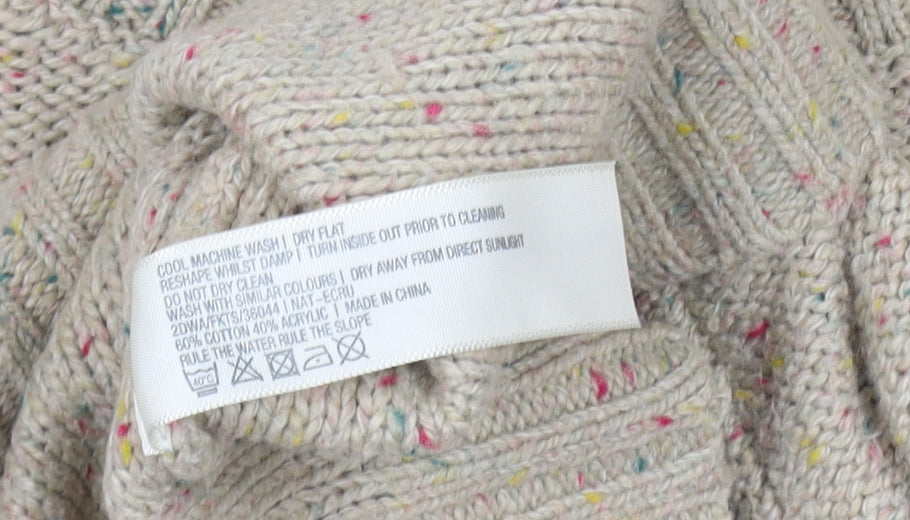 COOL MACHINE WASH | DRY FLAT
RESHAPE WHILST DAMP | TURN INSIDE OUT PRIOR TO CLEANING
DO NOT DRY CLEAN
WASH WITH SIMILAR COLOURS | DRY AWAY FROM DIRECT SUNLIGHT
2DWA/FKTS/36044 | NAT-ECRU
60% COTTON 40% ACRYLIC | MADE IN CHINA
RULE THE WATER RULE THE SLOPE
40°C